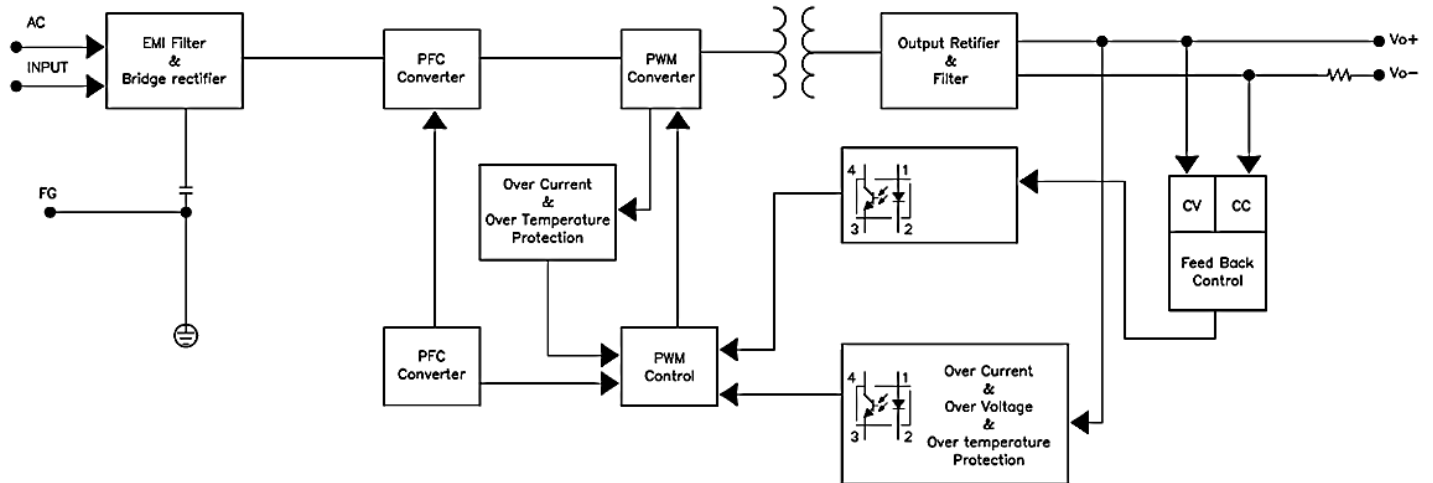 AC
INPUT
EMI Filter
&
Bridge rectifier
PFC
Converter
PWM
Converter
Output Retifier
&
Filter
Vo+
Vo-
FG
Over Current
&
Over Temperature
Protection
4
1
3
2
CV
CC
Feed Back
Control
PFC
Converter
PWM
Control
4
1
3
2
Over Current
&
Over Voltage
&
Over temperature
Protection